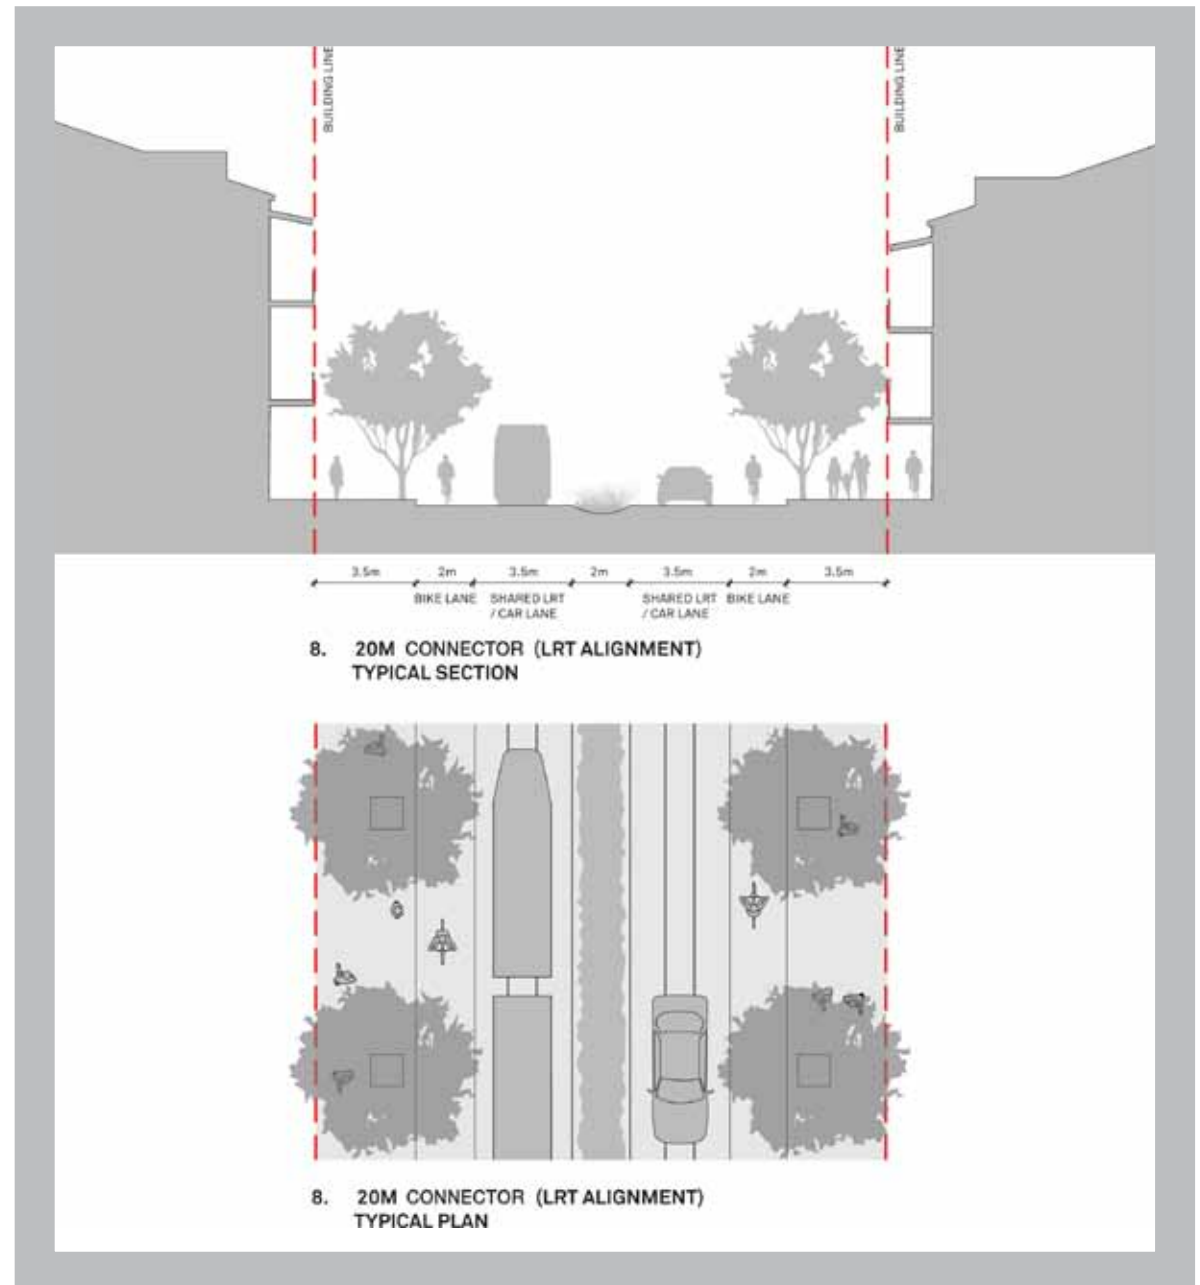 BUILDING LINE
BUILDING LINE
3.5m 2m 3.5m 2m 3.5m 2m 3.5m
BIKE LANE SHARED LRT SHARED LRT BIKE LANE
/ CAR LANE / CAR LANE
8. 20M CONNECTOR (LRT ALIGNMENT)
TYPICAL SECTION
8. 20M CONNECTOR (LRT ALIGNMENT)
TYPICAL PLAN